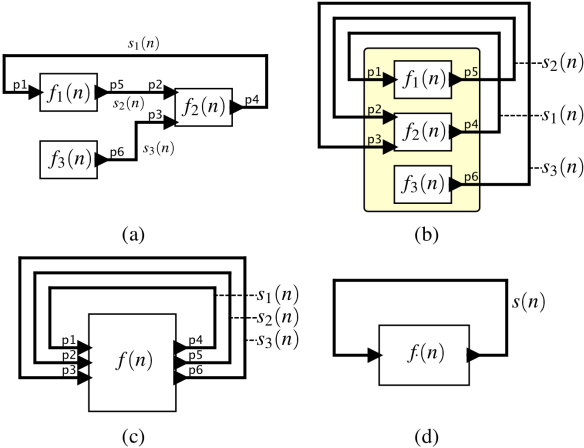 s₁(n)
p1 f₁(n) p5 p2 f₂(n) p4
s₂(n) p3
f₃(n) p6 s₃(n)
(a)
p1 f₁(n) p5 s₂(n)
p2 f₂(n) p4 s₁(n)
p3
f₃(n) p6 s₃(n)
(b)
s₁(n)
s₂(n)
s₃(n)
p1 p4
p2 f(n) p5
p3 p6
(c)
s(n)
f(n)
(d)